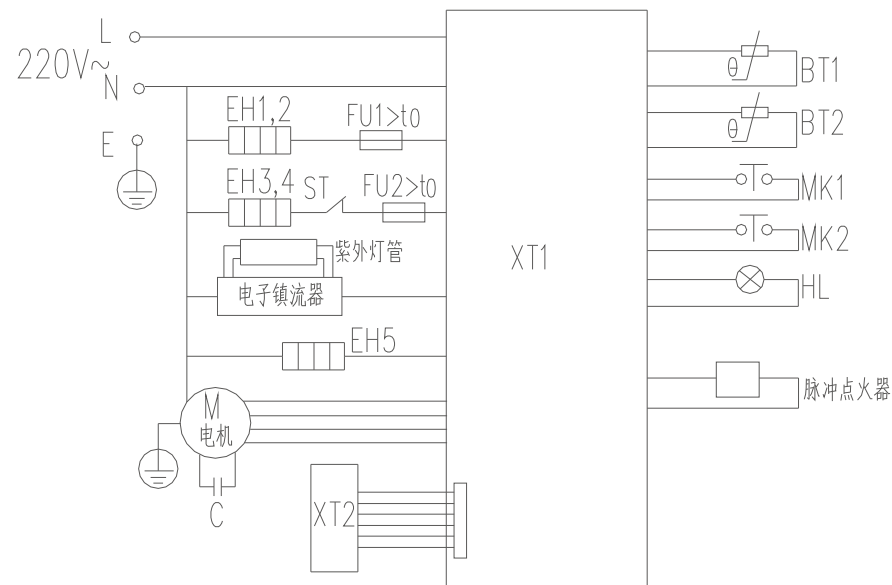 L
220V~
N
E
EH1,2
FU1>t0
EH3,4
ST
FU2>t0
紫外灯管
电子镇流器
EH5
M
电机
C
XT2
XT1
BT1
θ
BT2
θ
MK1
MK2
HL
脉冲点火器